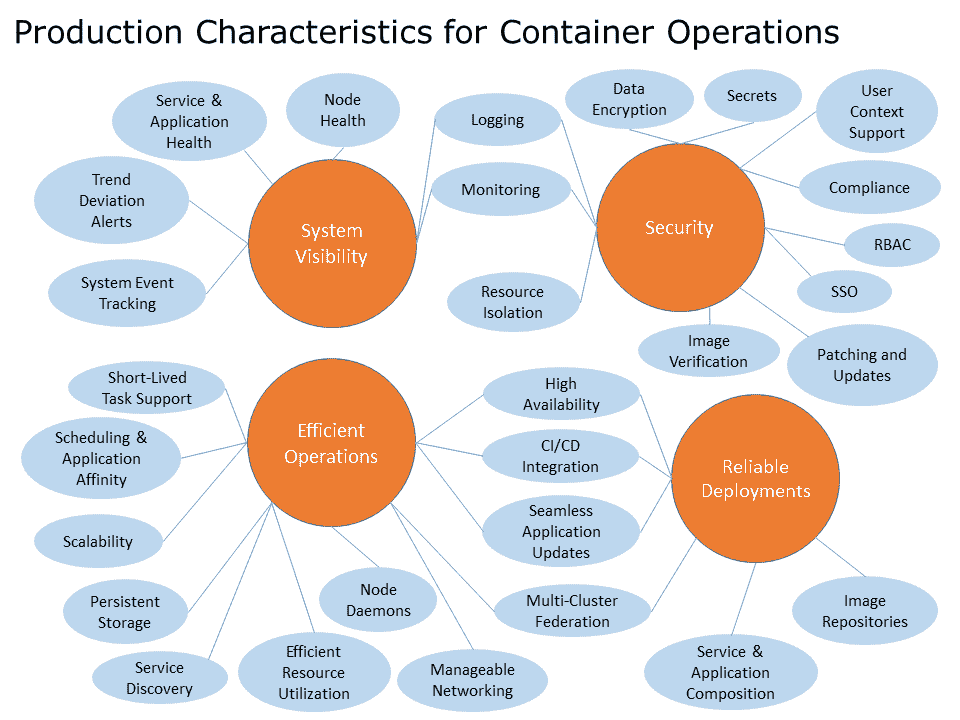 Production Characteristics for Container Operations
Service &
Application
Health
Node
Health
Logging
Data
Encryption
Secrets
User
Context
Support
Trend
Deviation
Alerts
Monitoring
Compliance
System
Visibility
Security
RBAC
System Event
Tracking
Resource
Isolation
SSO
Image
Verification
Patching and
Updates
Short-Lived
Task Support
High
Availability
Efficient
Operations
Scheduling &
Application
Affinity
CI/CD
Integration
Reliable
Deployments
Scalability
Seamless
Application
Updates
Persistent
Storage
Node
Daemons
Multi-Cluster
Federation
Image
Repositories
Service
Discovery
Efficient
Resource
Utilization
Manageable
Networking
Service &
Application
Composition